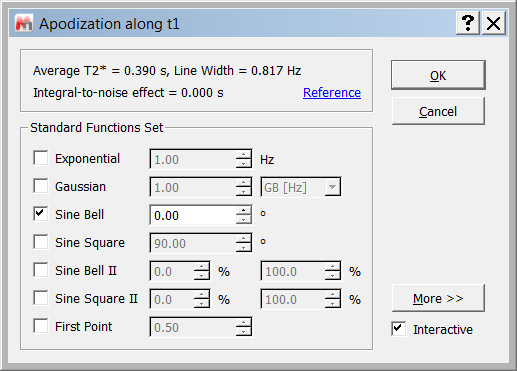 Apodization along t1
Average T2* = 0.390 s, Line Width = 0.817 Hz
Integral-to-noise effect = 0.000 s
Reference
OK
Cancel
Standard Functions Set
Exponential 1.00 Hz
Gaussian 1.00 GB [Hz]
Sine Bell 0.00 °
Sine Square 90.00 °
Sine Bell II 0.0 % 100.0 %
Sine Square II 0.0 % 100.0 %
First Point 0.50
More >>
Interactive